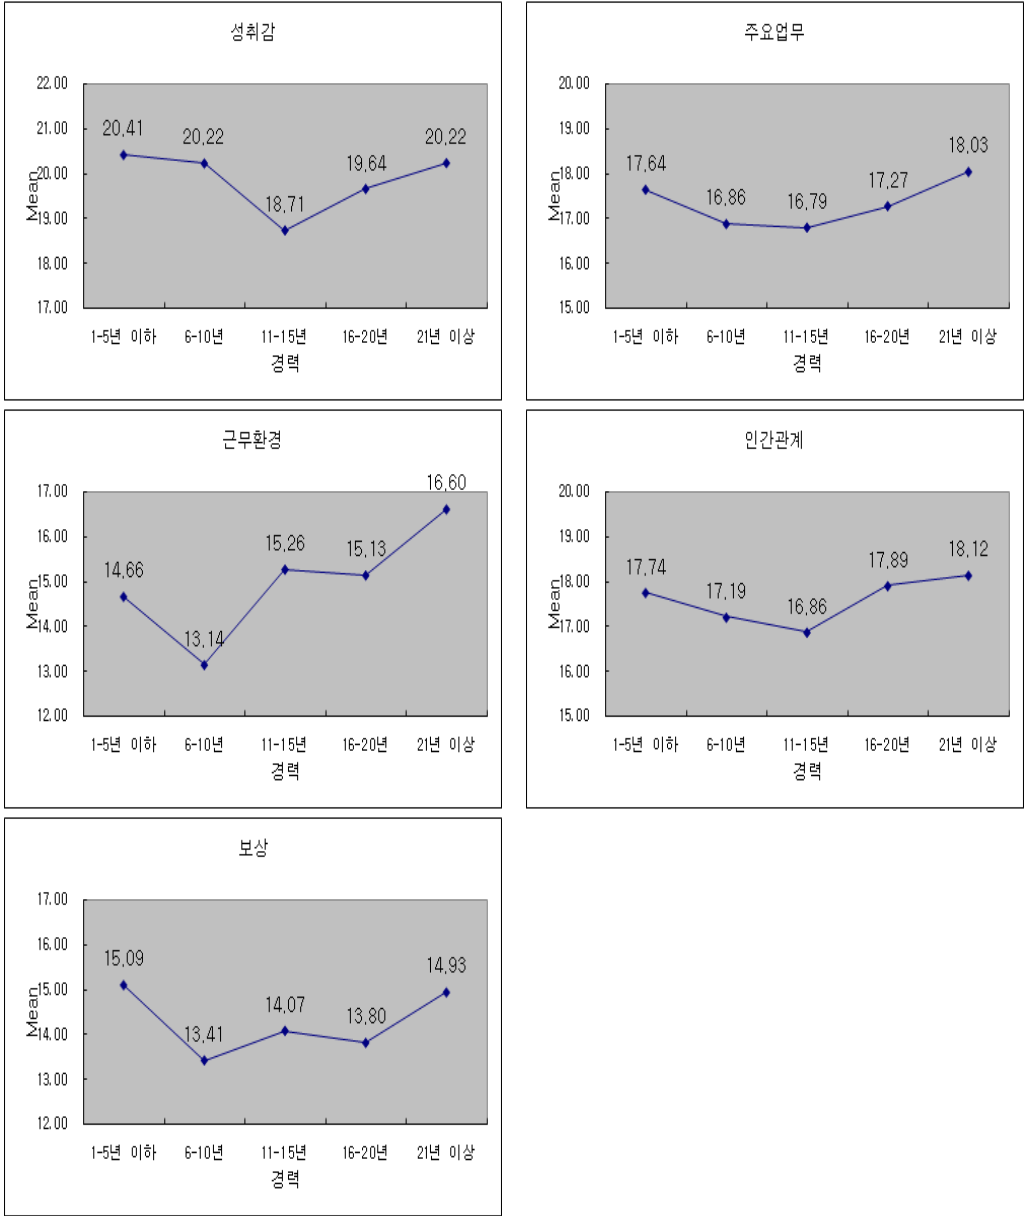 성취감
22.00
21.00
20.00
19.00
18.00
17.00
Mean
20.41
20.22
18.71
19.64
20.22
1-5년 이하 6-10년 11-15년 16-20년 21년 이상
경력
주요업무
20.00
19.00
18.00
17.00
16.00
15.00
Mean
17.64
16.86
16.79
17.27
18.03
1-5년 이하 6-10년 11-15년 16-20년 21년 이상
경력
근무환경
17.00
16.00
15.00
14.00
13.00
12.00
Mean
14.66
13.14
15.26
15.13
16.60
1-5년 이하 6-10년 11-15년 16-20년 21년 이상
경력
인간관계
20.00
19.00
18.00
17.00
16.00
15.00
Mean
17.74
17.19
16.86
17.89
18.12
1-5년 이하 6-10년 11-15년 16-20년 21년 이상
경력
보상
17.00
16.00
15.00
14.00
13.00
12.00
Mean
15.09
13.41
14.07
13.80
14.93
1-5년 이하 6-10년 11-15년 16-20년 21년 이상
경력